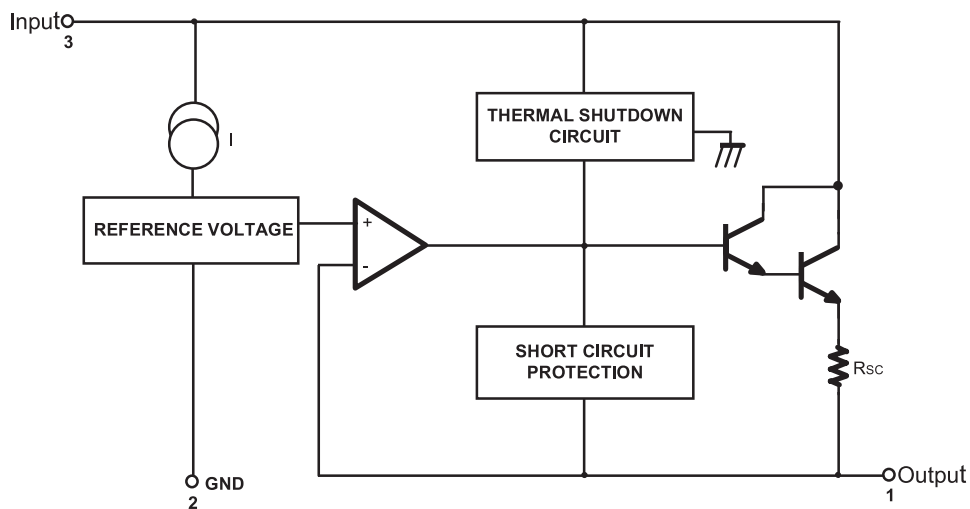 Input
3
THERMAL SHUTDOWN
CIRCUIT
I
REFERENCE VOLTAGE
+
-
SHORT CIRCUIT
PROTECTION
RSC
GND
2
Output
1